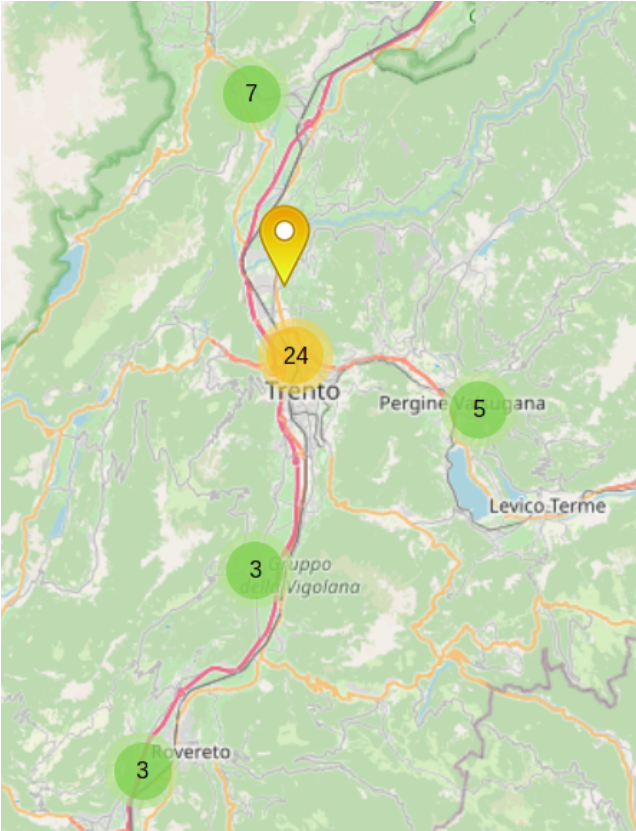 7
24
Trento
Pergine Valsugana
5
Levico Terme
3
Gruppo
della Vigolana
Rovereto
3